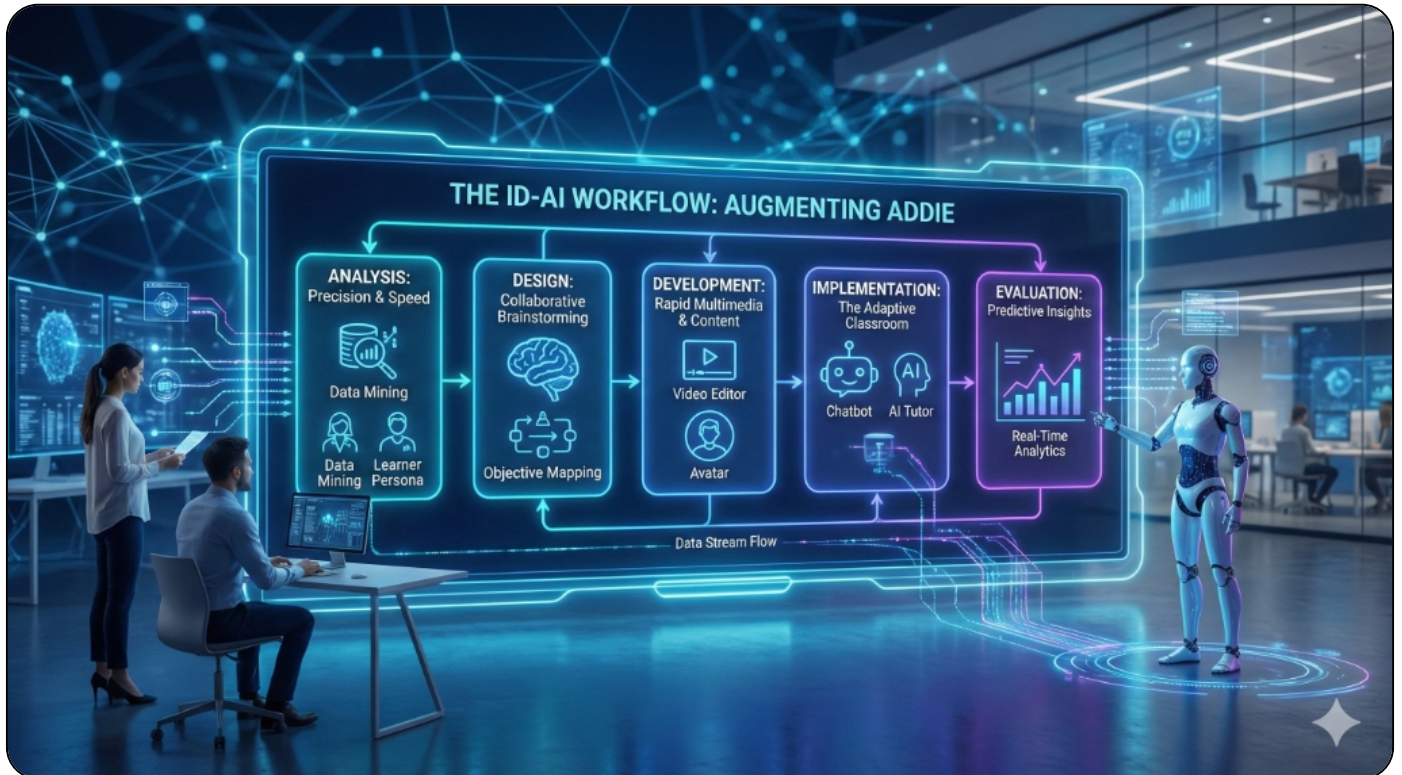 THE ID-AI WORKFLOW: AUGMENTING ADDIE
ANALYSIS:
Precision & Speed
Data Mining
Data
Mining
Learner
Persona
DESIGN:
Collaborative
Brainstorming
Objective Mapping
DEVELOPMENT:
Rapid Multimedia
& Content
Video Editor
Avatar
IMPLEMENTATION:
The Adaptive
Classroom
Chatbot
AI
AI Tutor
EVALUATION:
Predictive Insights
Real-Time
Analytics
Data Stream Flow